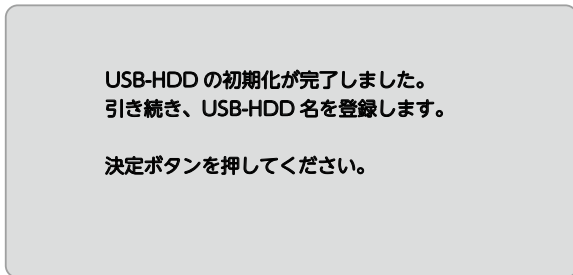 USB-HDD の初期化が完了しました。
引き続き、USB-HDD 名を登録します。
決定ボタンを押してください。